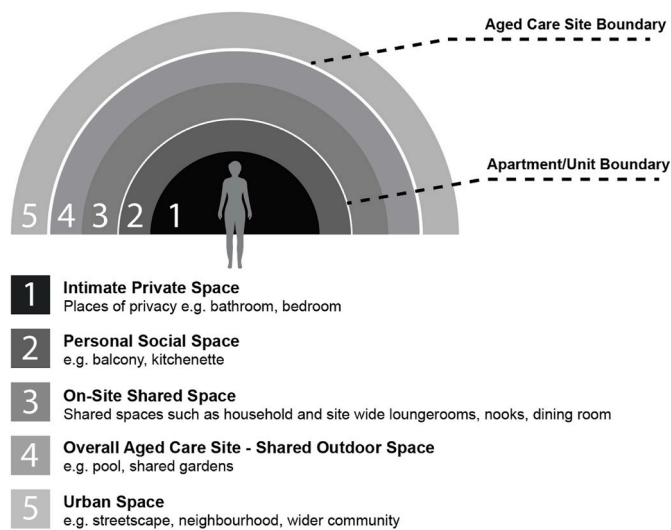 Aged Care Site Boundary
Apartment/Unit Boundary
5 4 3 2 1
1 Intimate Private Space
Places of privacy e.g. bathroom, bedroom
2 Personal Social Space
e.g. balcony, kitchenette
3 On-Site Shared Space
Shared spaces such as household and site wide loungerooms, nooks, dining room
4 Overall Aged Care Site - Shared Outdoor Space
e.g. pool, shared gardens
5 Urban Space
e.g. streetscape, neighbourhood, wider community